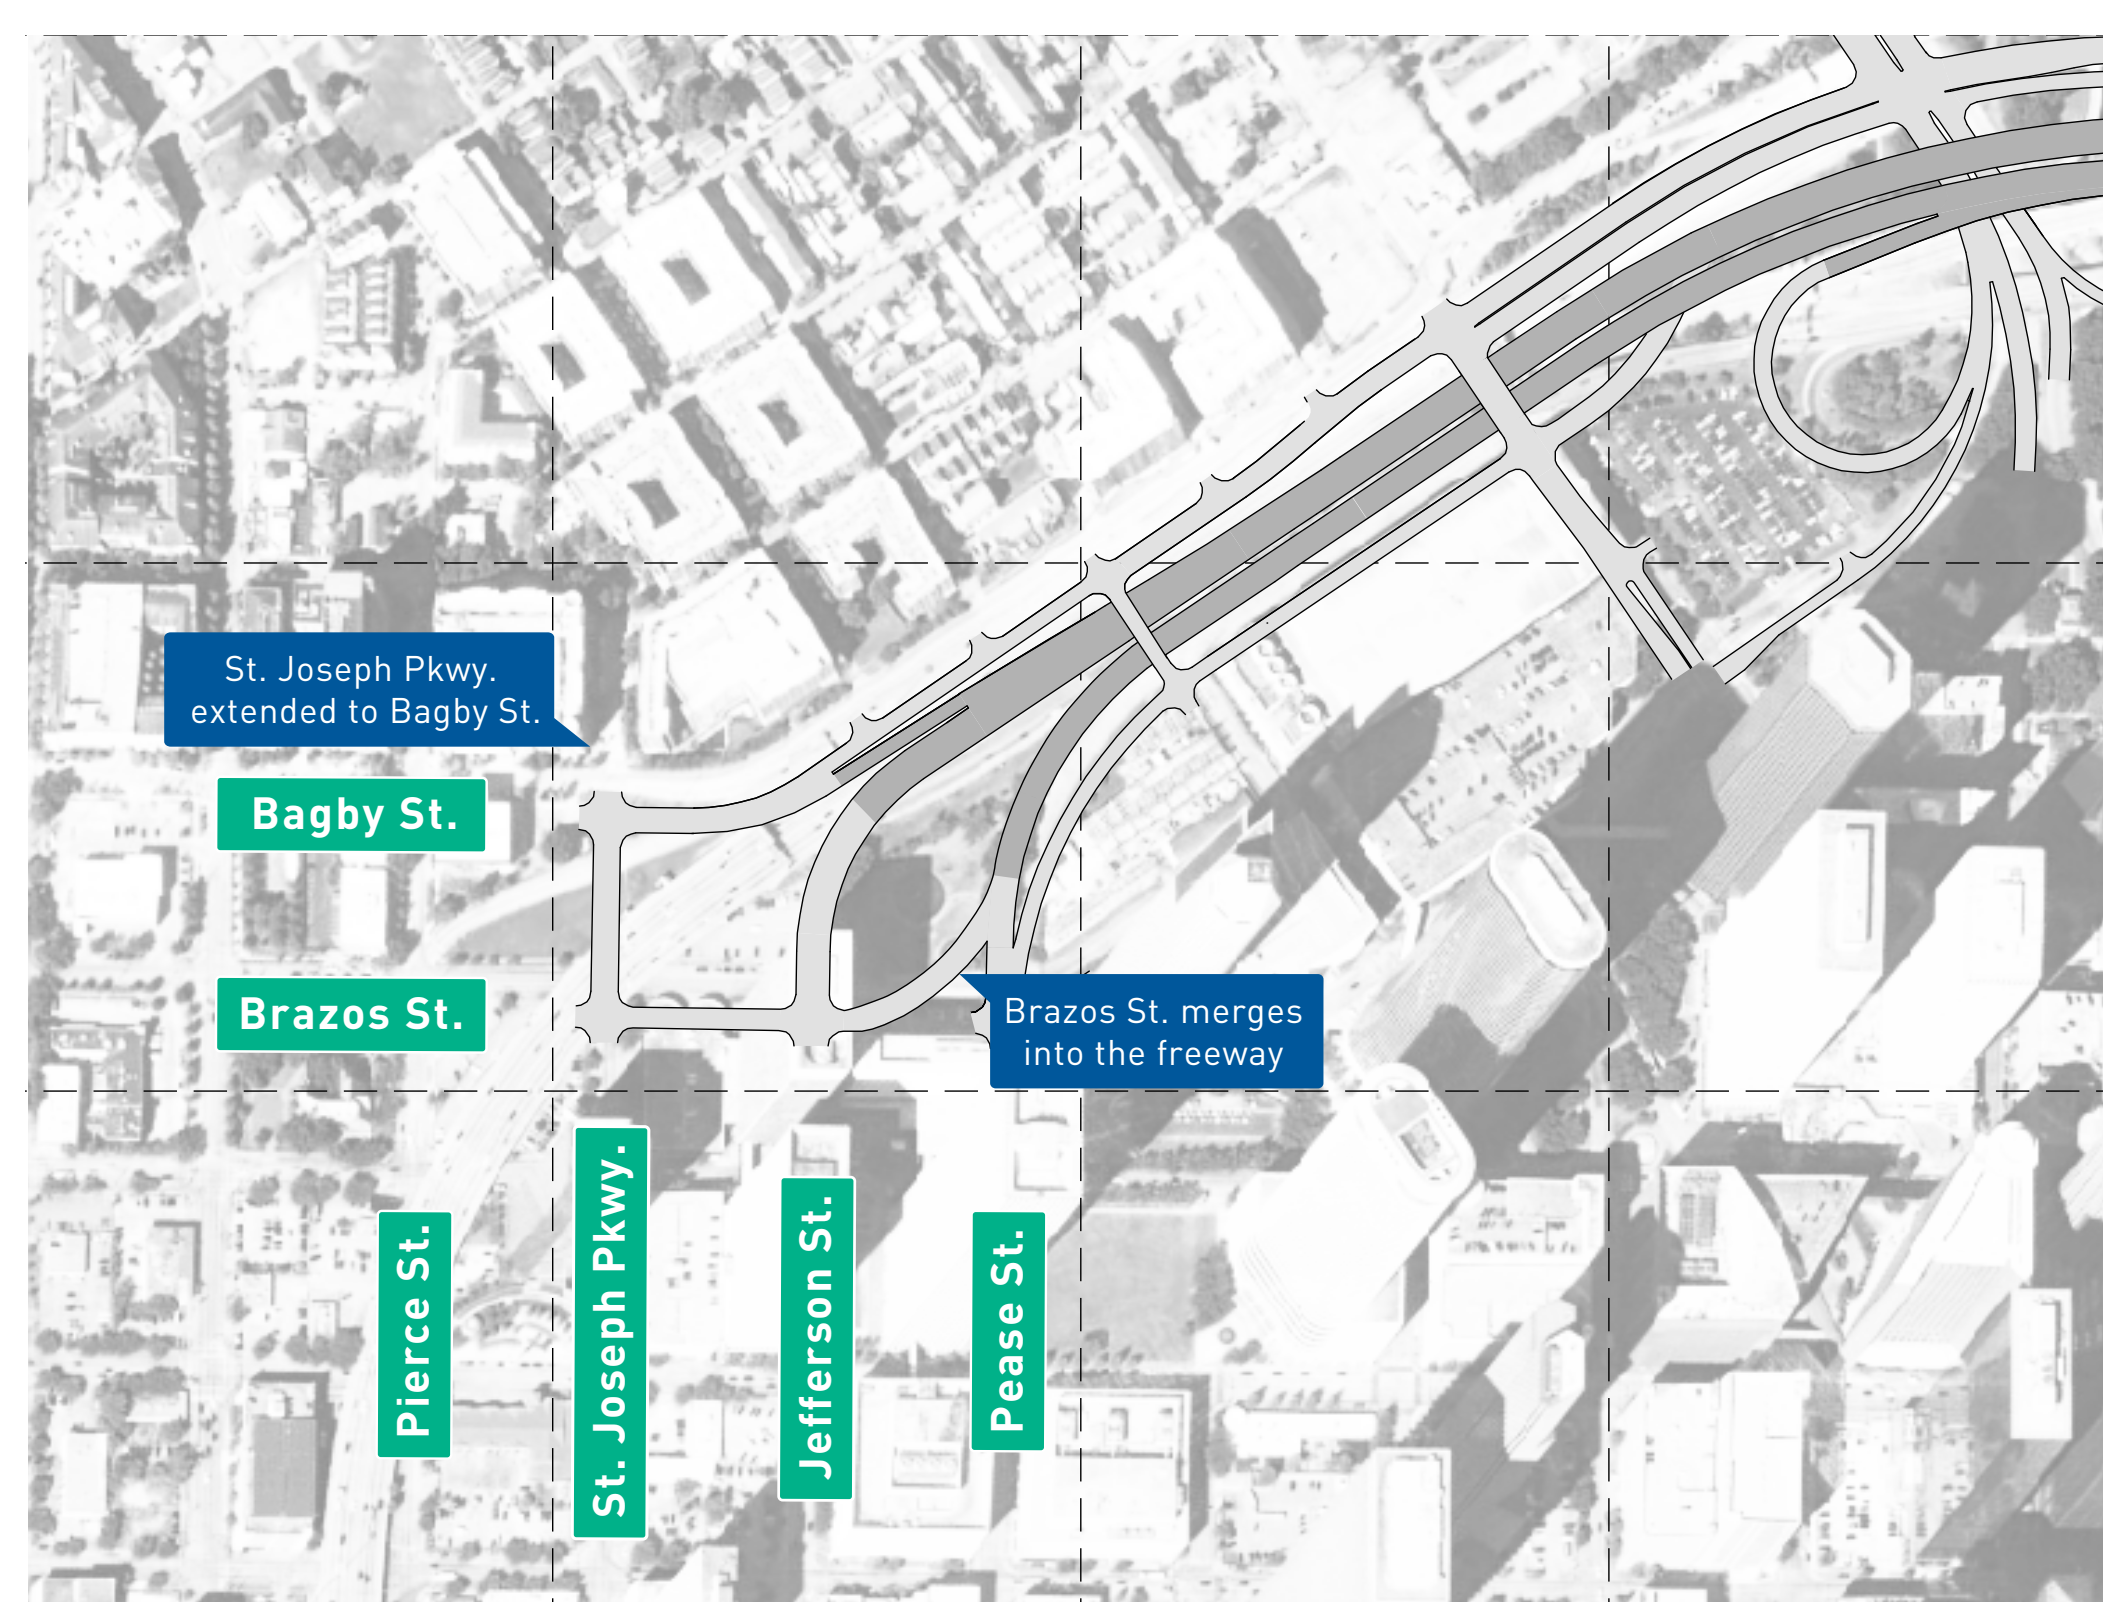 St. Joseph Pkwy.
extended to Bagby St.
Bagby St.
Brazos St.
Brazos St. merges
into the freeway
Pierce St.
St. Joseph Pkwy.
Jefferson St.
Pease St.